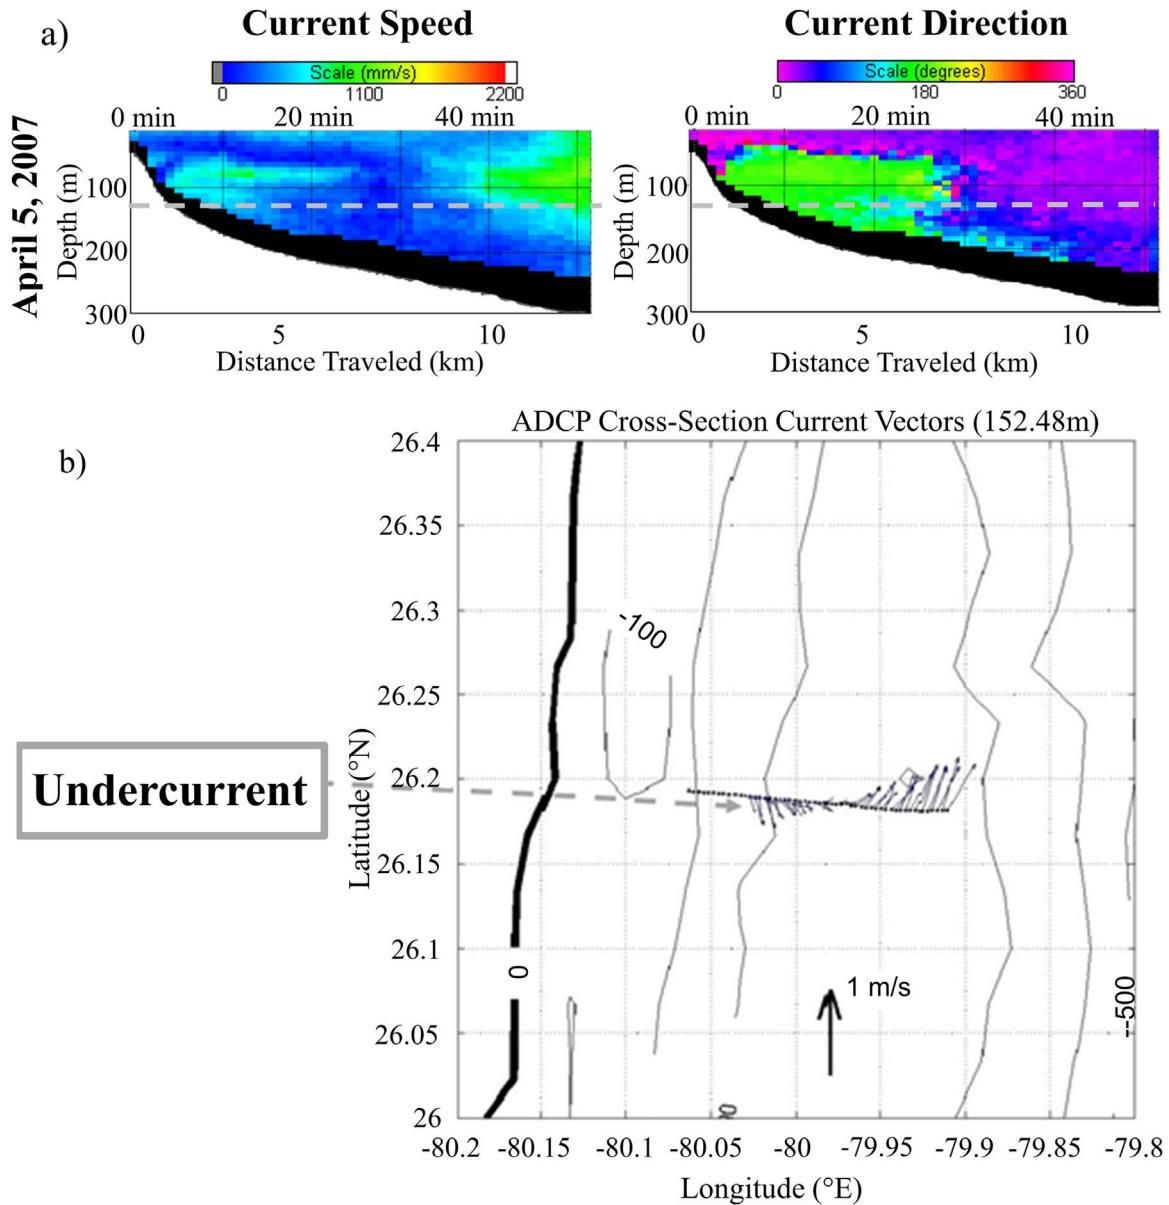 a)
Current Speed
Current Direction
Scale (mm/s)
0 1100 2200
Scale (degrees)
0 180 360
0 min 20 min 40 min
0 min 20 min 40 min
April 5, 2007
Depth (m)
100
200
300
0 5 10
Distance Traveled (km)
Depth (m)
100
200
300
0 5 10
Distance Traveled (km)
b)
ADCP Cross-Section Current Vectors (152.48m)
26.4
26.35
26.3
26.25
26.2
26.15
26.1
26.05
26
Latitude (°N)
-100
Undercurrent
0
1 m/s
--500
-80.2 -80.15 -80.1 -80.05 -80 -79.95 -79.9 -79.85 -79.8
Longitude (°E)